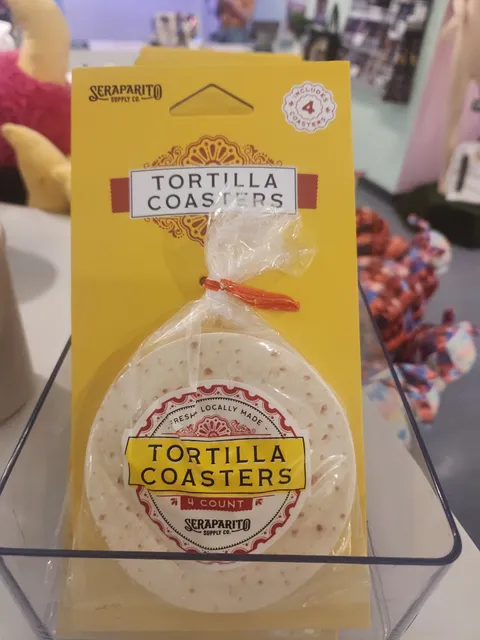 SERAPARITO
SUPPLY CO.
INCLUDES
4
COASTERS
TORTILLA
COASTERS
FRESH LOCALLY MADE
TORTILLA
COASTERS
4 COUNT
SERAPARITO
SUPPLY CO.